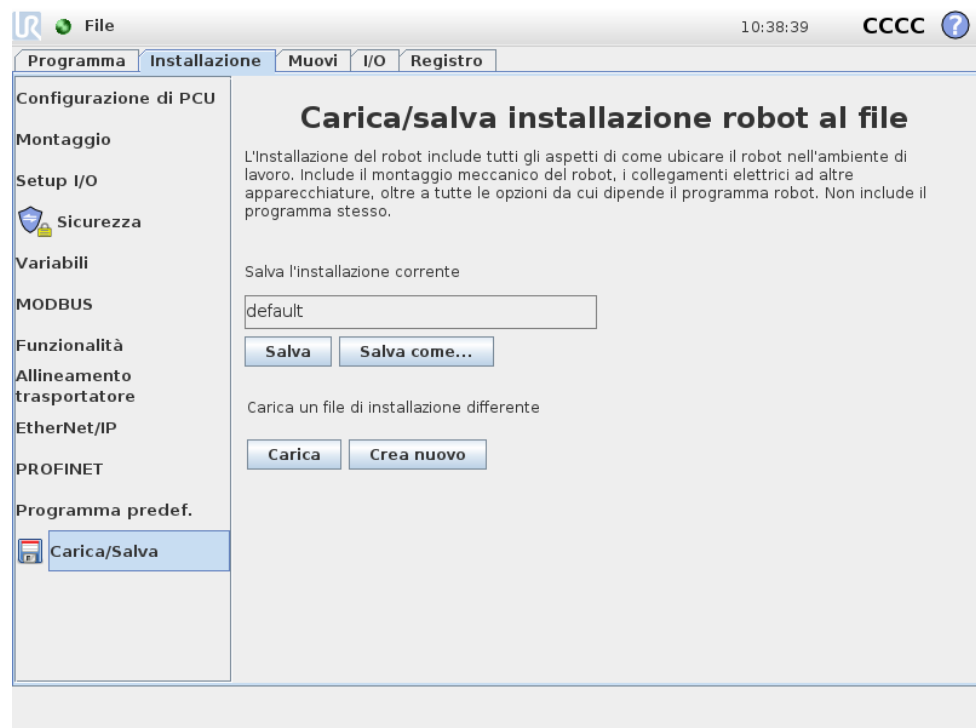 UR File 10:38:39 CCCC ?
Programma Installazione Muovi I/O Registro
Configurazione di PCU
Montaggio
Setup I/O
Sicurezza
Variabili
MODBUS
Funzionalità
Allineamento
trasportatore
EtherNet/IP
PROFINET
Programma predef.
Carica/Salva
Carica/salva installazione robot al file
L'Installazione del robot include tutti gli aspetti di come ubicare il robot nell'ambiente di
lavoro. Include il montaggio meccanico del robot, i collegamenti elettrici ad altre
apparecchiature, oltre a tutte le opzioni da cui dipende il programma robot. Non include il
programma stesso.
Salva l'installazione corrente
default
Salva Salva come...
Carica un file di installazione differente
Carica Crea nuovo